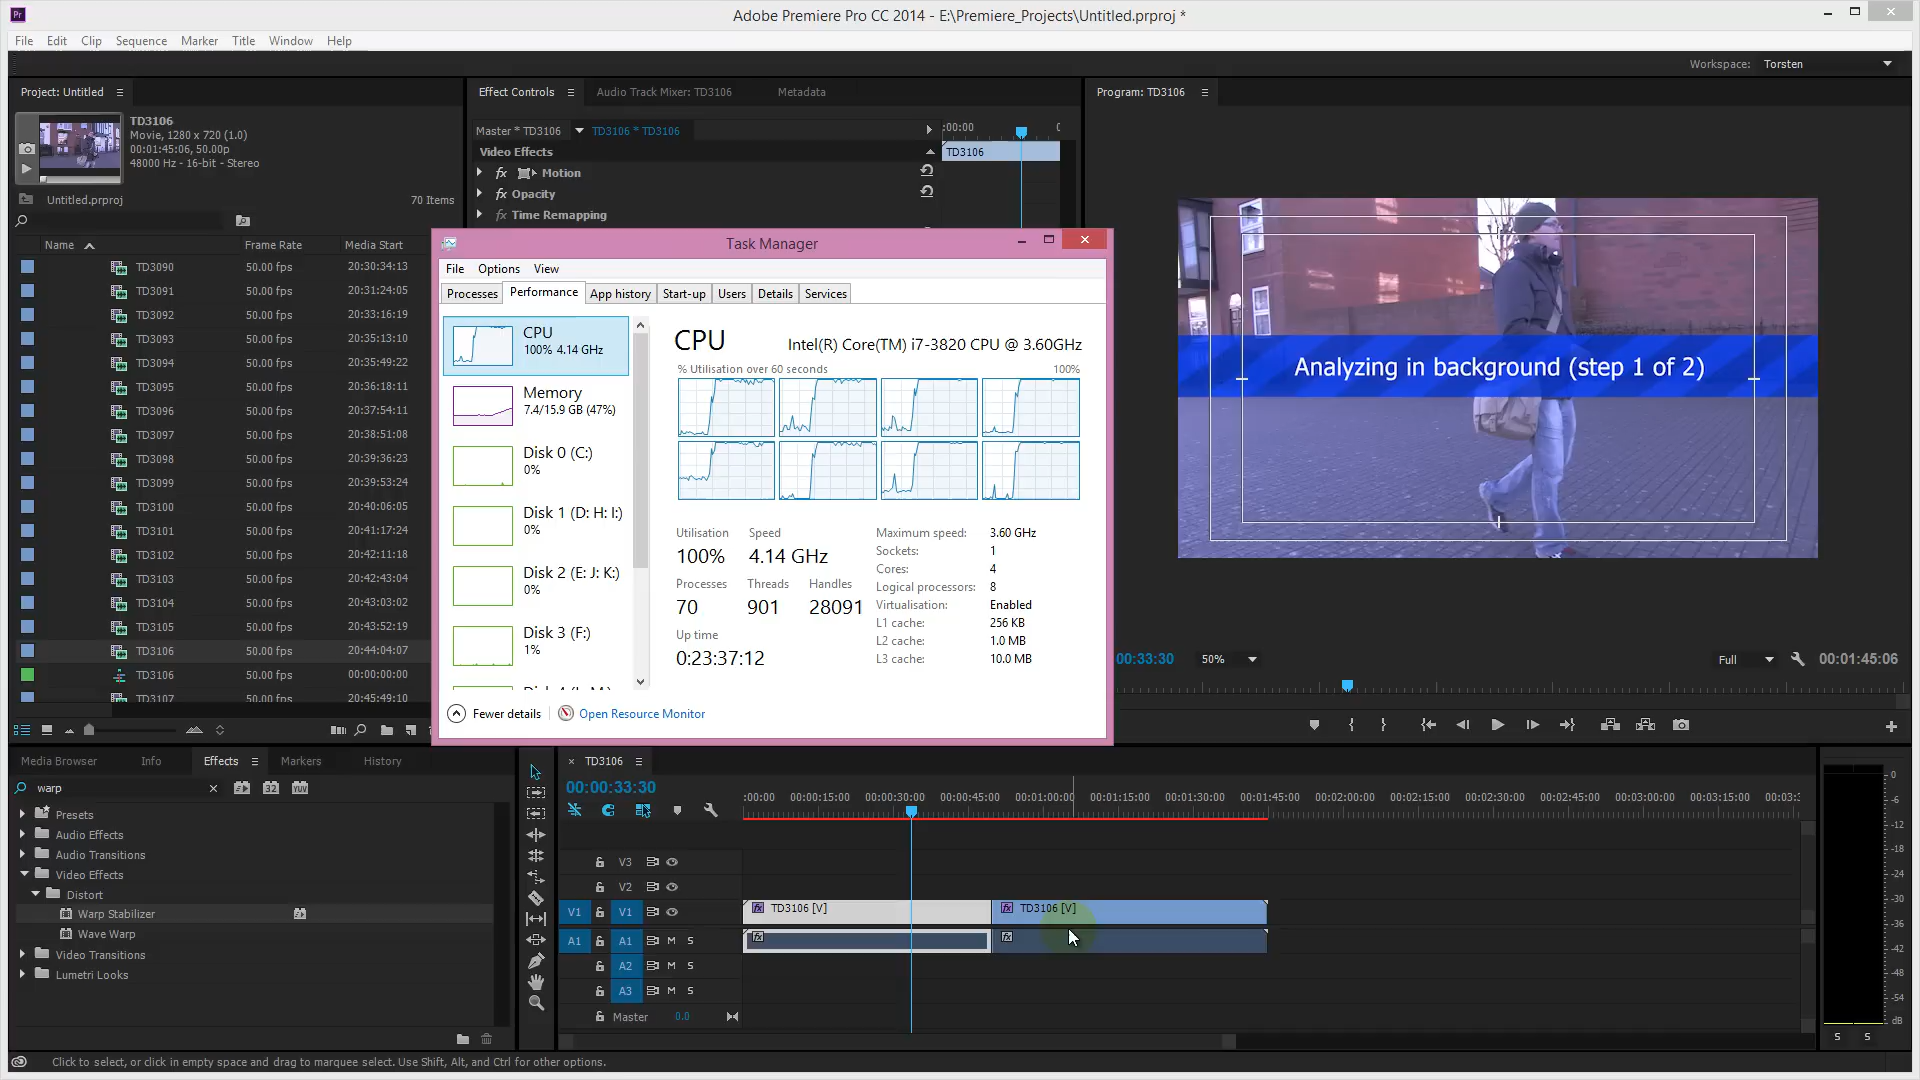 Pr
Adobe Premiere Pro CC 2014 - E:\Premiere_Projects\Untitled.prproj *
File Edit Clip Sequence Marker Title Window Help
Workspace: Torsten
Project: Untitled
TD3106
Movie, 1280 x 720 (1.0)
00:01:45:06, 50.00p
48000 Hz - 16-bit - Stereo
Untitled.prproj 70 Items
Name Frame Rate Media Start
TD3090 50.00 fps 20:30:34:13
TD3091 50.00 fps 20:31:24:05
TD3092 50.00 fps 20:33:16:19
TD3093 50.00 fps 20:35:13:10
TD3094 50.00 fps 20:35:49:22
TD3095 50.00 fps 20:36:18:11
TD3096 50.00 fps 20:37:54:11
TD3097 50.00 fps 20:38:51:08
TD3098 50.00 fps 20:39:36:23
TD3099 50.00 fps 20:39:53:24
TD3100 50.00 fps 20:40:06:05
TD3101 50.00 fps 20:41:17:24
TD3102 50.00 fps 20:42:11:18
TD3103 50.00 fps 20:42:43:04
TD3104 50.00 fps 20:43:03:02
TD3105 50.00 fps 20:43:52:19
TD3106 50.00 fps 20:44:04:07
TD3106 50.00 fps 00:00:00:00
TD3107 50.00 fps 20:45:49:10
Effect Controls Audio Track Mixer: TD3106 Metadata
Master * TD3106 TD3106 * TD3106 :00:00
Video Effects TD3106
fx Motion
fx Opacity
fx Time Remapping
Program: TD3106
Analyzing in background (step 1 of 2)
00:33:30 50% Full 00:01:45:06
Task Manager
File Options View
Processes Performance App history Start-up Users Details Services
CPU
100% 4.14 GHz
Memory
7.4/15.9 GB (47%)
Disk 0 (C:)
0%
Disk 1 (D: H: I:)
0%
Disk 2 (E: J: K:)
0%
Disk 3 (F:)
1%
CPU Intel(R) Core(TM) i7-3820 CPU @ 3.60GHz
% Utilisation over 60 seconds 100%
Utilisation Speed
100% 4.14 GHz
Processes Threads Handles
70 901 28091
Up time
0:23:37:12
Maximum speed: 3.60 GHz
Sockets: 1
Cores: 4
Logical processors: 8
Virtualisation: Enabled
L1 cache: 256 KB
L2 cache: 1.0 MB
L3 cache: 10.0 MB
Fewer details Open Resource Monitor
Media Browser Info Effects Markers History
warp 32 YUV
Presets
Audio Effects
Audio Transitions
Video Effects
Distort
Warp Stabilizer
Wave Warp
Video Transitions
Lumetri Looks
TD3106
00:00:33:30
:00:00 00:00:15:00 00:00:30:00 00:00:45:00 00:01:00:00 00:01:15:00 00:01:30:00 00:01:45:00 00:02:00:00 00:02:15:00 00:02:30:00 00:02:45:00 00:03:00:00 00:03:15:00
V3
V2
V1 V1 fx TD3106 [V] fx TD3106 [V]
A1 A1 M S fx fx
A2 M S
A3 M S
Master 0.0
0
-6
-12
-18
-24
-30
-36
-42
-48
-54
dB
S S
Click to select, or click in empty space and drag to marquee select. Use Shift, Alt, and Ctrl for other options.